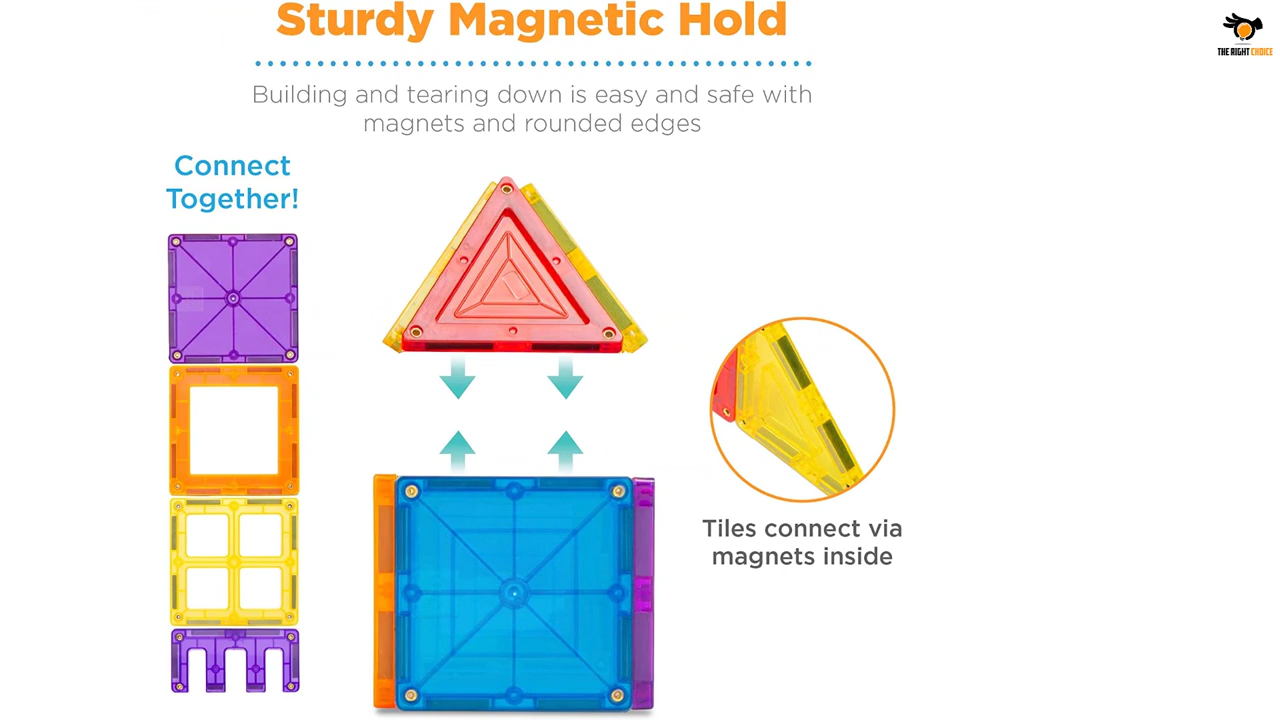 Sturdy Magnetic Hold
Building and tearing down is easy and safe with
magnets and rounded edges
Connect
Together!
Tiles connect via
magnets inside
THE RIGHT CHOICE